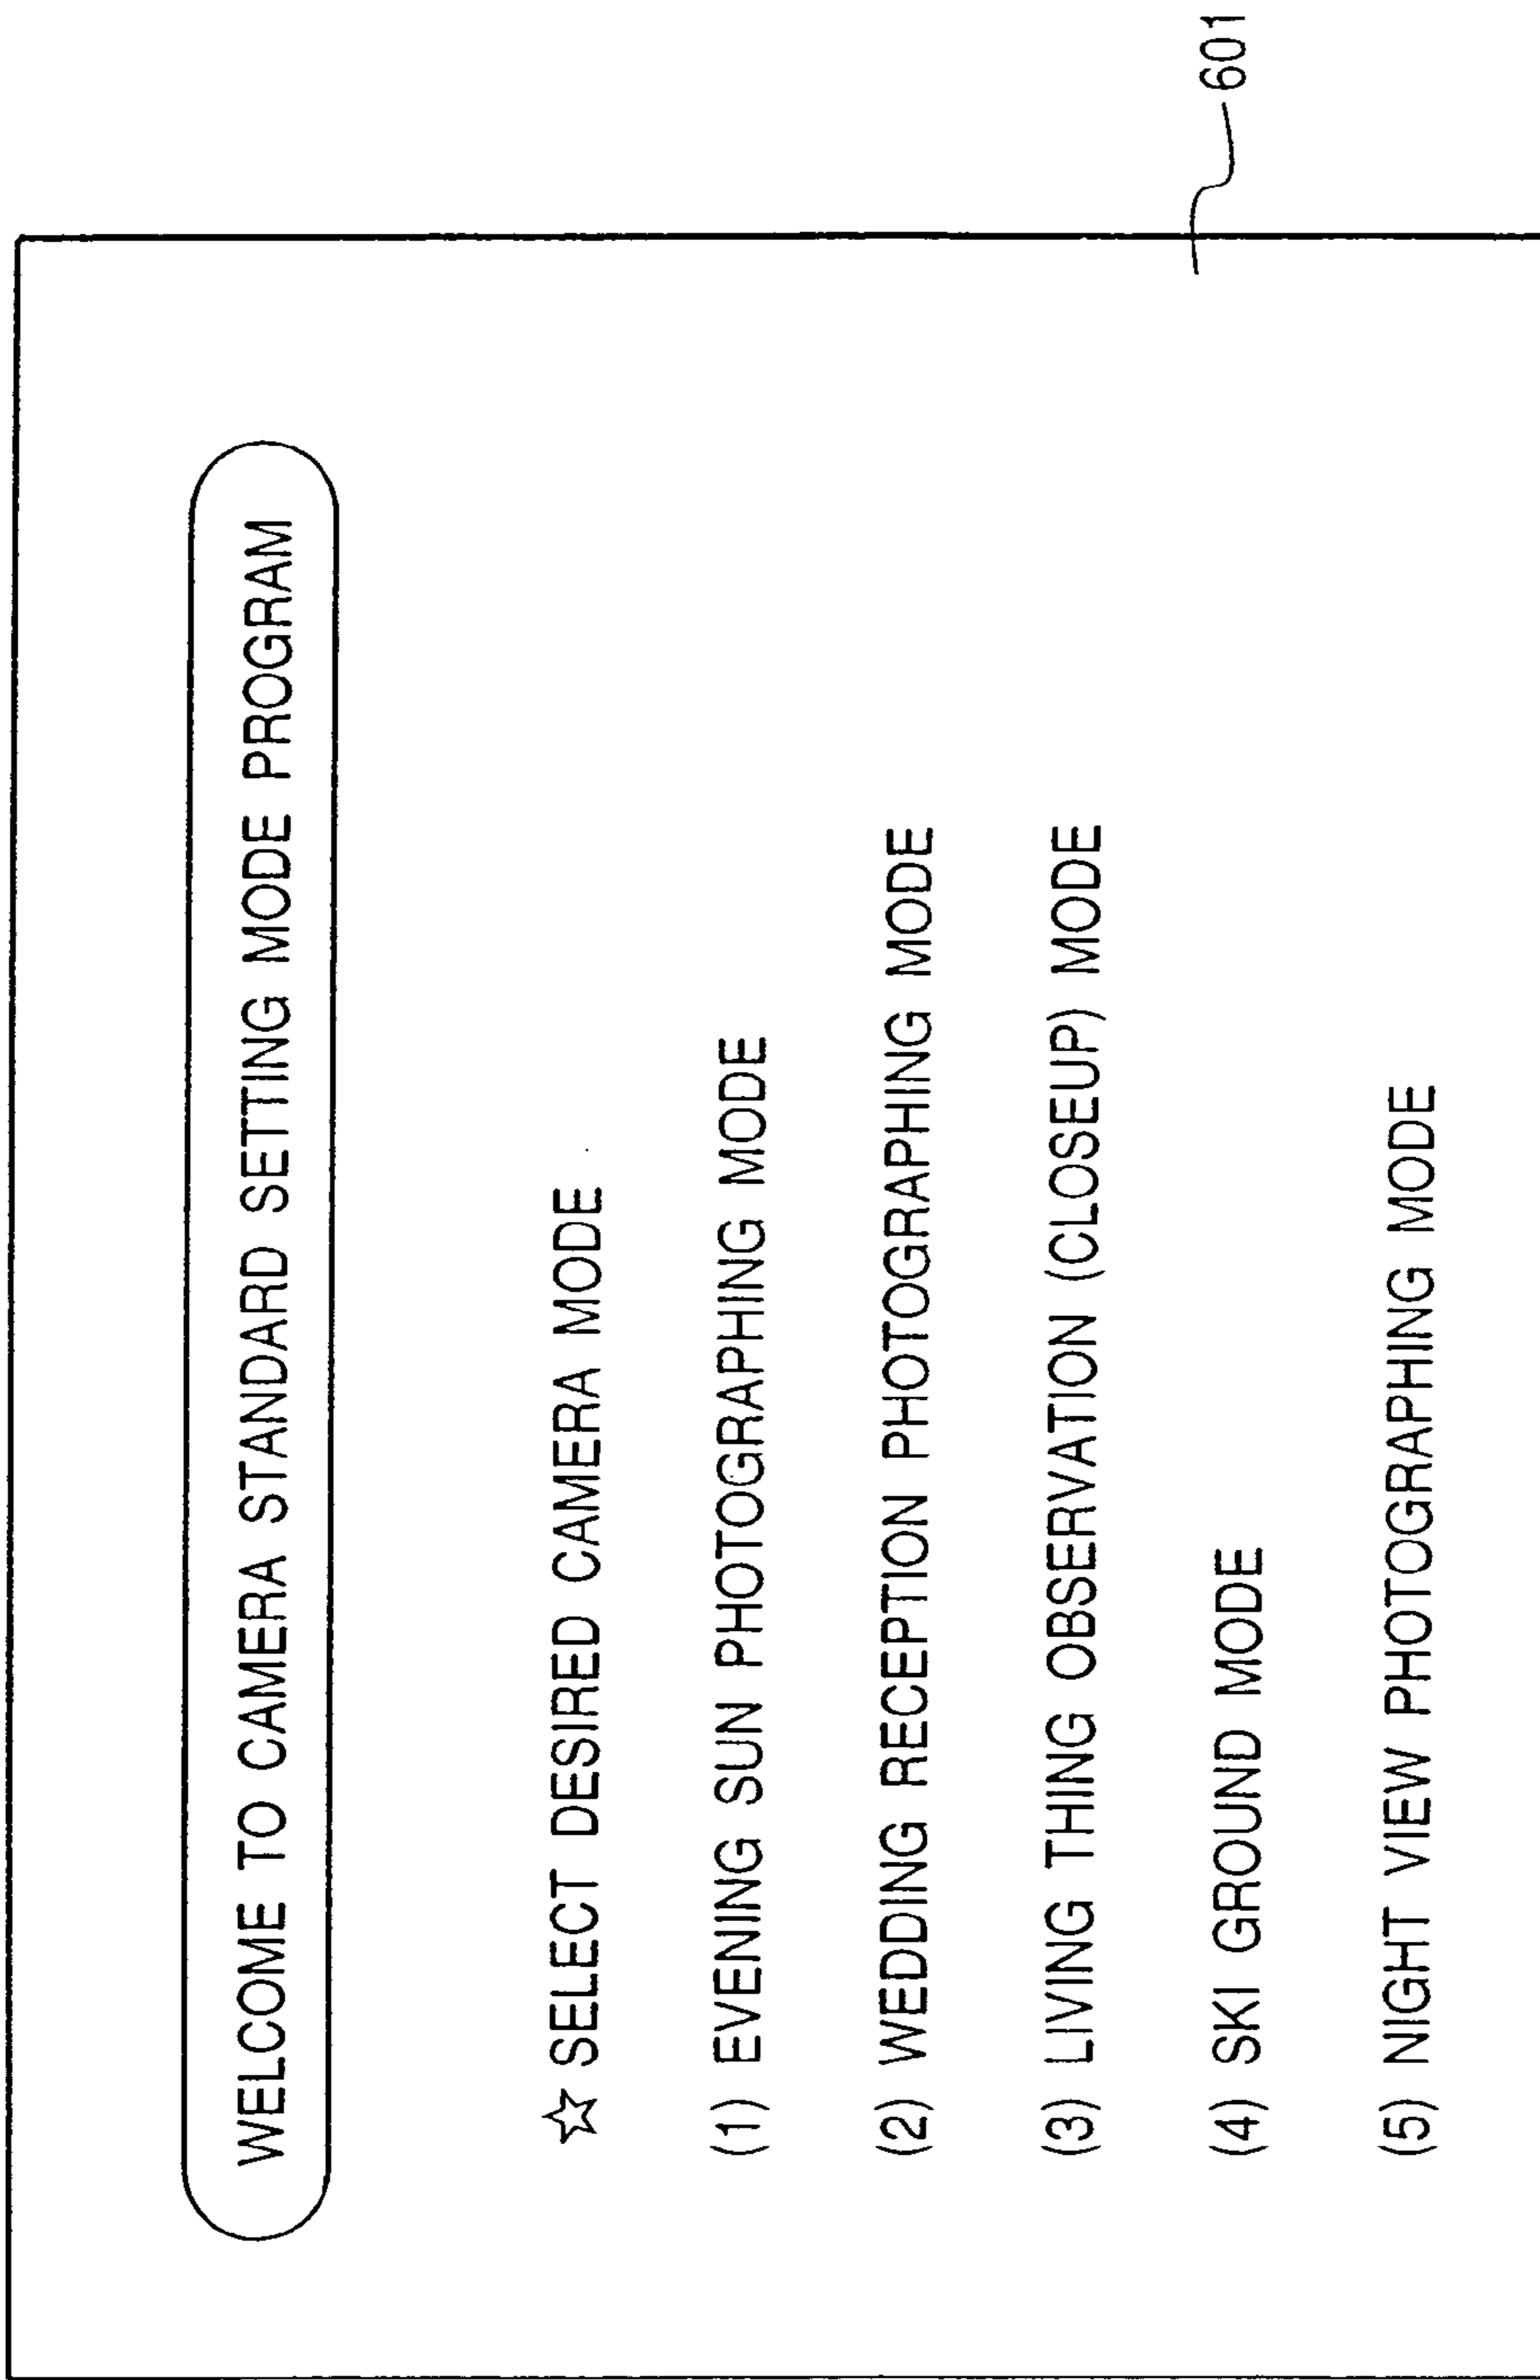 WELCOME TO CAMERA STANDARD SETTING MODE PROGRAM
☆ SELECT DESIRED CAMERA MODE
(1) EVENING SUN PHOTOGRAPHING MODE
(2) WEDDING RECEPTION PHOTOGRAPHING MODE
(3) LIVING THING OBSERVATION (CLOSEUP) MODE
(4) SKI GROUND MODE
(5) NIGHT VIEW PHOTOGRAPHING MODE
601